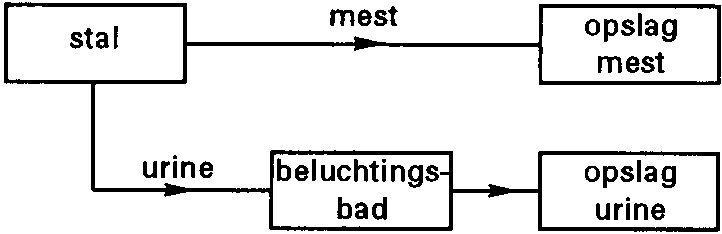 stal
mest
opslag
mest
urine
beluchtings-
bad
opslag
urine